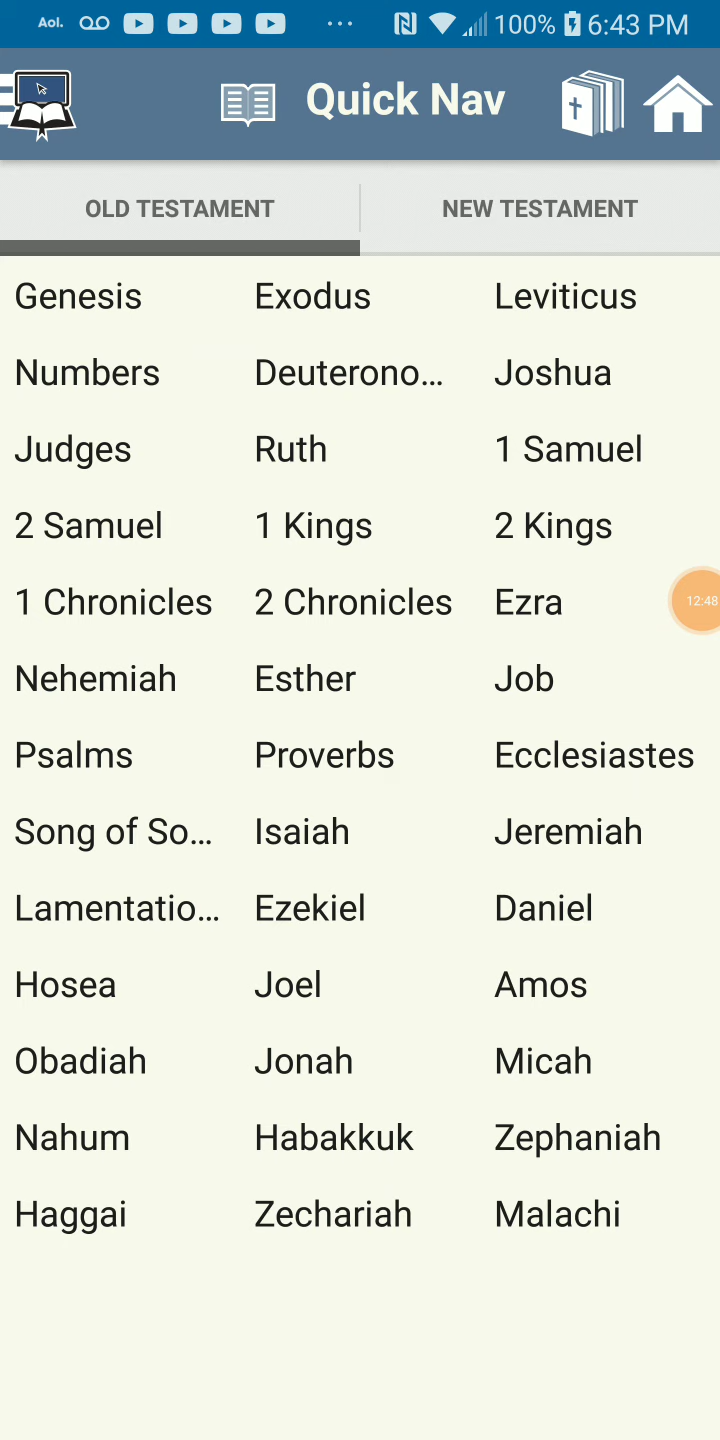 Aol. 100% 6:43 PM
Quick Nav
OLD TESTAMENT NEW TESTAMENT
Genesis Exodus Leviticus
Numbers Deuterono... Joshua
Judges Ruth 1 Samuel
2 Samuel 1 Kings 2 Kings
1 Chronicles 2 Chronicles Ezra
12:48
Nehemiah Esther Job
Psalms Proverbs Ecclesiastes
Song of So... Isaiah Jeremiah
Lamentatio... Ezekiel Daniel
Hosea Joel Amos
Obadiah Jonah Micah
Nahum Habakkuk Zephaniah
Haggai Zechariah Malachi